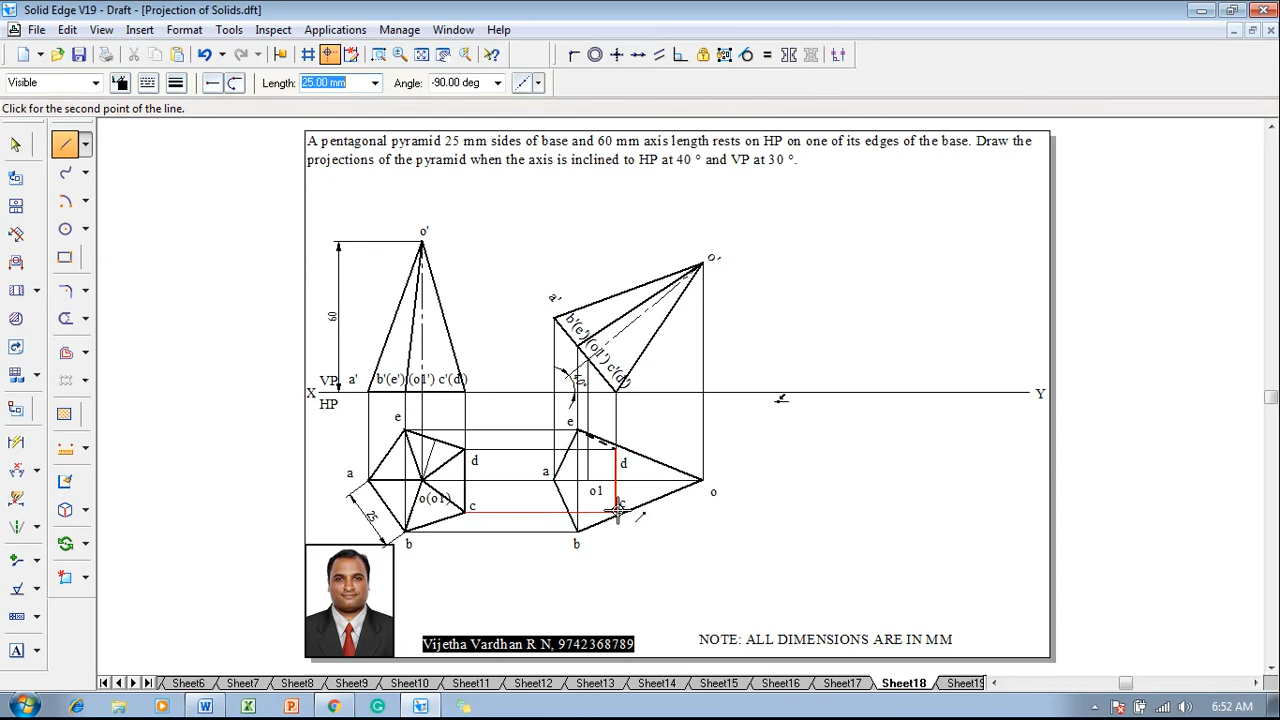 Solid Edge V19 - Draft - [Projection of Solids.dft]
File Edit View Insert Format Tools Inspect Applications Manage Window Help
Visible Length: 25.00 mm Angle: -90.00 deg
Click for the second point of the line.
A pentagonal pyramid 25 mm sides of base and 60 mm axis length rests on HP on one of its edges of the base. Draw the
projections of the pyramid when the axis is inclined to HP at 40 ° and VP at 30 °.
o'
o'
a'
b'(e') (o1') c'(d')
60
40°
VP a' b'(e') (o1') c'(d')
X Y
HP
e e
d d
a a
o1 o
o(o1) c c
25
b b
Vijetha Vardhan R N, 9742368789
NOTE: ALL DIMENSIONS ARE IN MM
Sheet6 Sheet7 Sheet8 Sheet9 Sheet10 Sheet11 Sheet12 Sheet13 Sheet14 Sheet15 Sheet16 Sheet17 Sheet18 Sheet19
6:52 AM